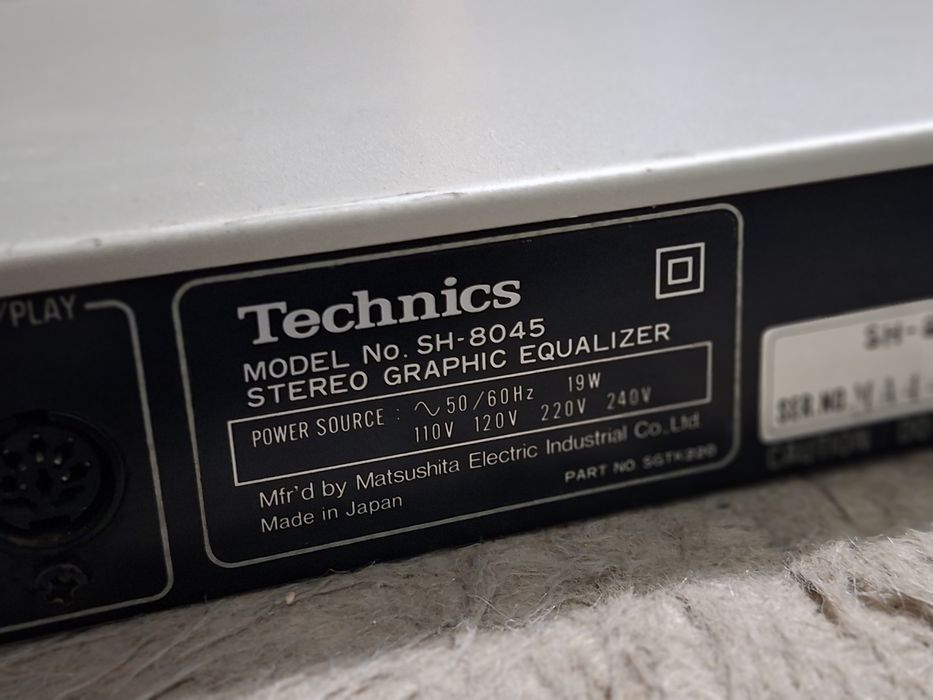 /PLAY
Technics
MODEL No. SH-8045
STEREO GRAPHIC EQUALIZER
POWER SOURCE : ∿ 50/60Hz 19W
110V 120V 220V 240V
Mfr'd by Matsushita Electric Industrial Co., Ltd.
PART NO
Made in Japan
SH-
SER.NO.
CAUTION